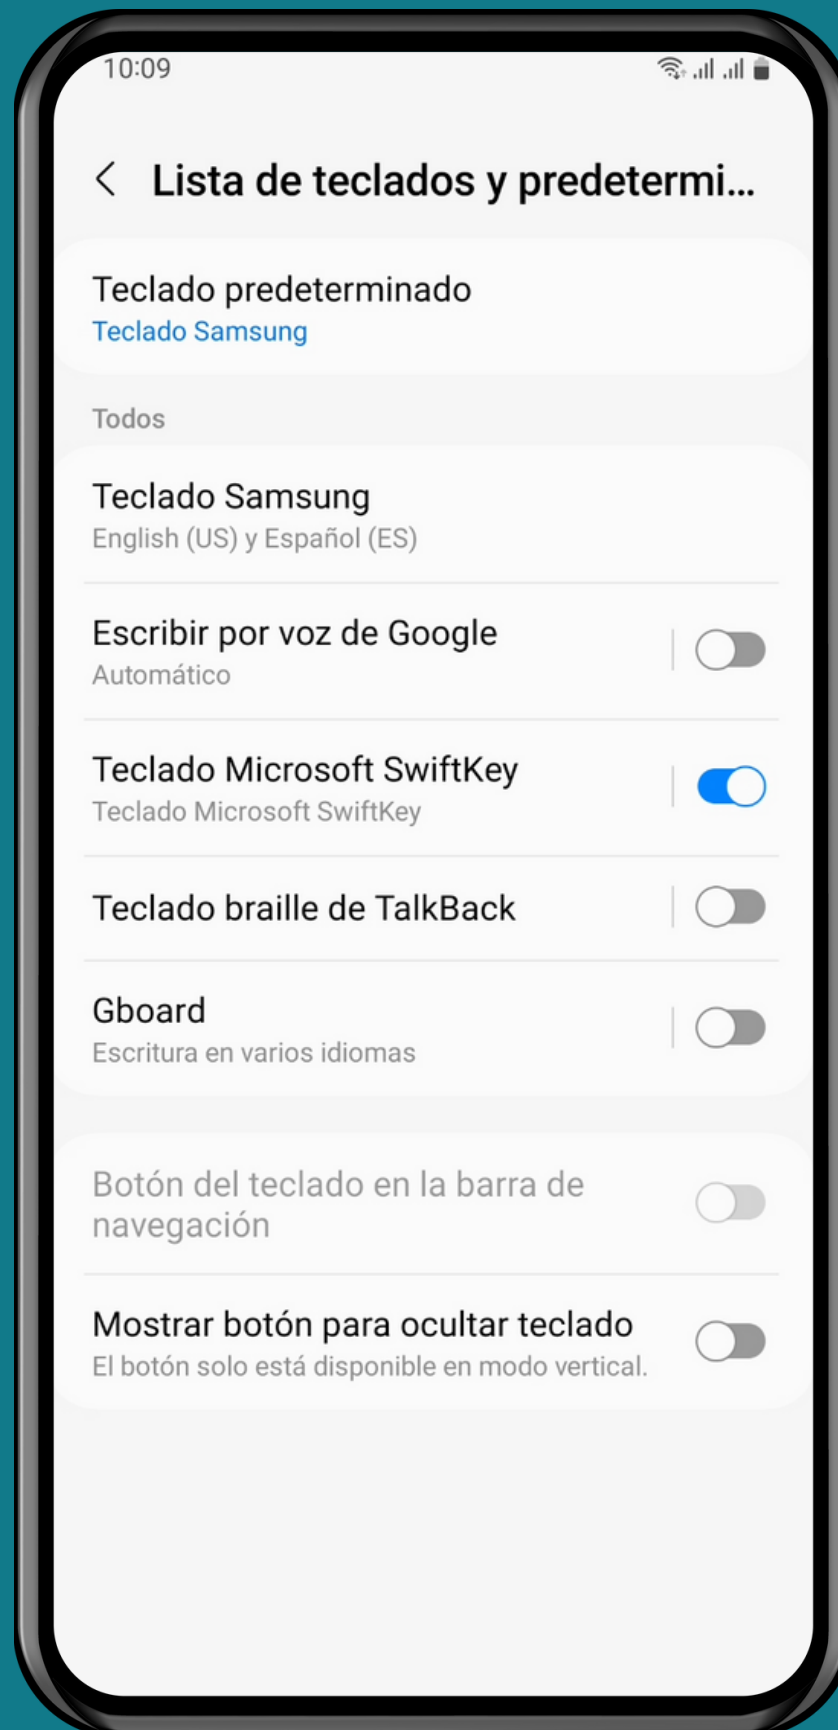 10:09
Lista de teclados y predetermi...
Teclado predeterminado
Teclado Samsung
Todos
Teclado Samsung
English (US) y Español (ES)
Escribir por voz de Google
Automático
Teclado Microsoft SwiftKey
Teclado Microsoft SwiftKey
Teclado braille de TalkBack
Gboard
Escritura en varios idiomas
Botón del teclado en la barra de
navegación
Mostrar botón para ocultar teclado
El botón solo está disponible en modo vertical.